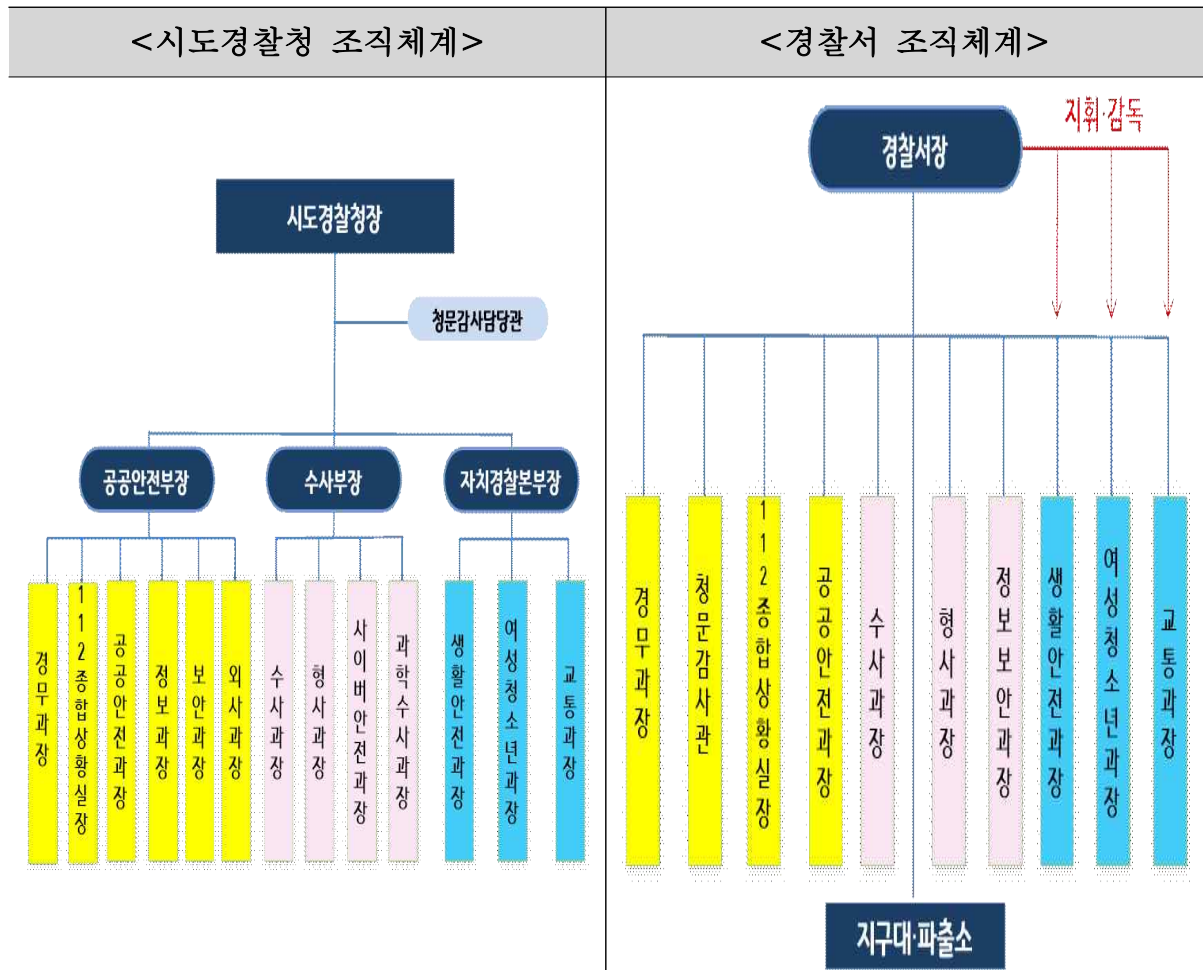 <시도경찰청 조직체계>
시도경찰청장
청문감사담당관
공공안전부장
수사부장
자치경찰본부장
경무과장
112종합상황실장
공공안전과장
정보과장
보안과장
외사과장
수사과장
형사과장
사이버안전과장
과학수사과장
생활안전과장
여성청소년과장
교통과장
<경찰서 조직체계>
경찰서장
지휘·감독
경무과장
청문감사관
112종합상황실장
공공안전과장
수사과장
형사과장
정보보안과장
생활안전과장
여성청소년과장
교통과장
지구대·파출소